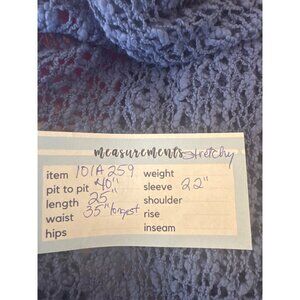 measurements stretchy
item 101A259 weight
pit to pit 40" sleeve 22"
length 25" shoulder
waist 35" longest rise
hips inseam